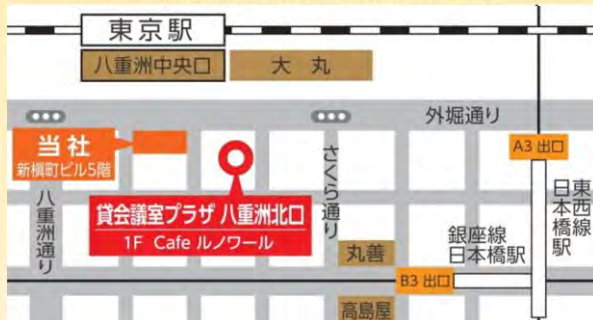 東京駅
八重洲中央口
大丸
外堀通り
当社
新槇町ビル5階
A3 出口
さくら通り
八重洲通り
貸会議室プラザ 八重洲北口
1F Cafe ルノワール
東西線
日本橋駅
銀座線
日本橋駅
丸善
B3 出口
高島屋